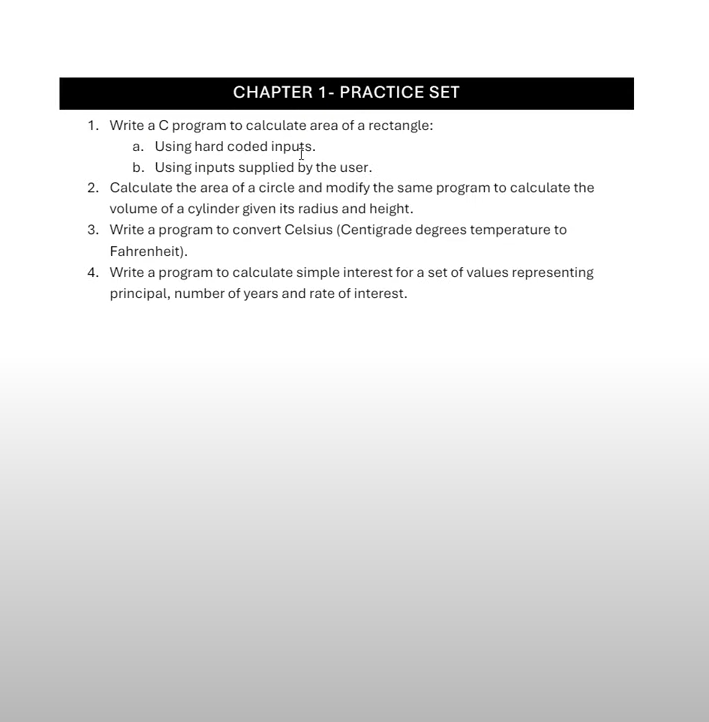 CHAPTER 1- PRACTICE SET
1. Write a C program to calculate area of a rectangle:
a. Using hard coded inputs.
b. Using inputs supplied by the user.
2. Calculate the area of a circle and modify the same program to calculate the
volume of a cylinder given its radius and height.
3. Write a program to convert Celsius (Centigrade degrees temperature to
Fahrenheit).
4. Write a program to calculate simple interest for a set of values representing
principal, number of years and rate of interest.